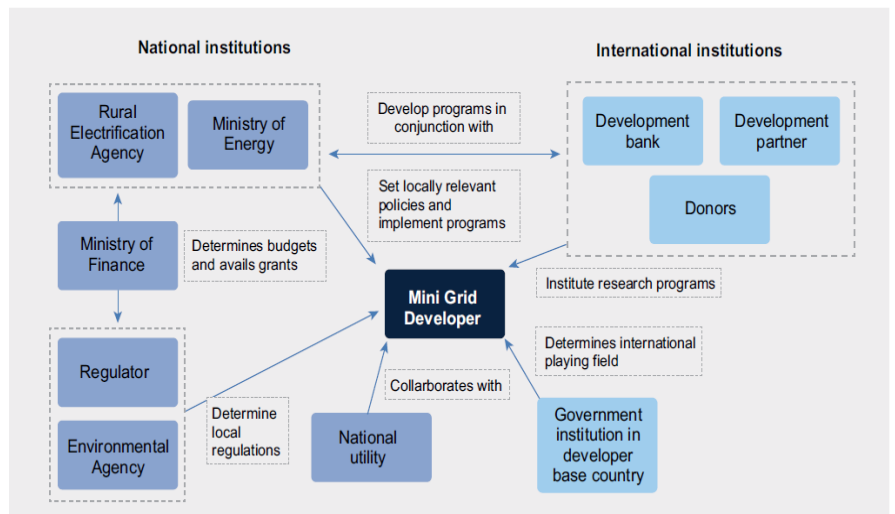 National institutions
International institutions
Rural
Electrification
Agency
Ministry of
Energy
Develop programs in
conjunction with
Development
bank
Development
partner
Donors
Set locally relevant
policies and
implement programs
Ministry of
Finance
Determines budgets
and avails grants
Mini Grid
Developer
Institute research programs
Regulator
Determines international
playing field
Collarborates with
Environmental
Agency
Determine
local
regulations
National
utility
Government
institution in
developer
base country